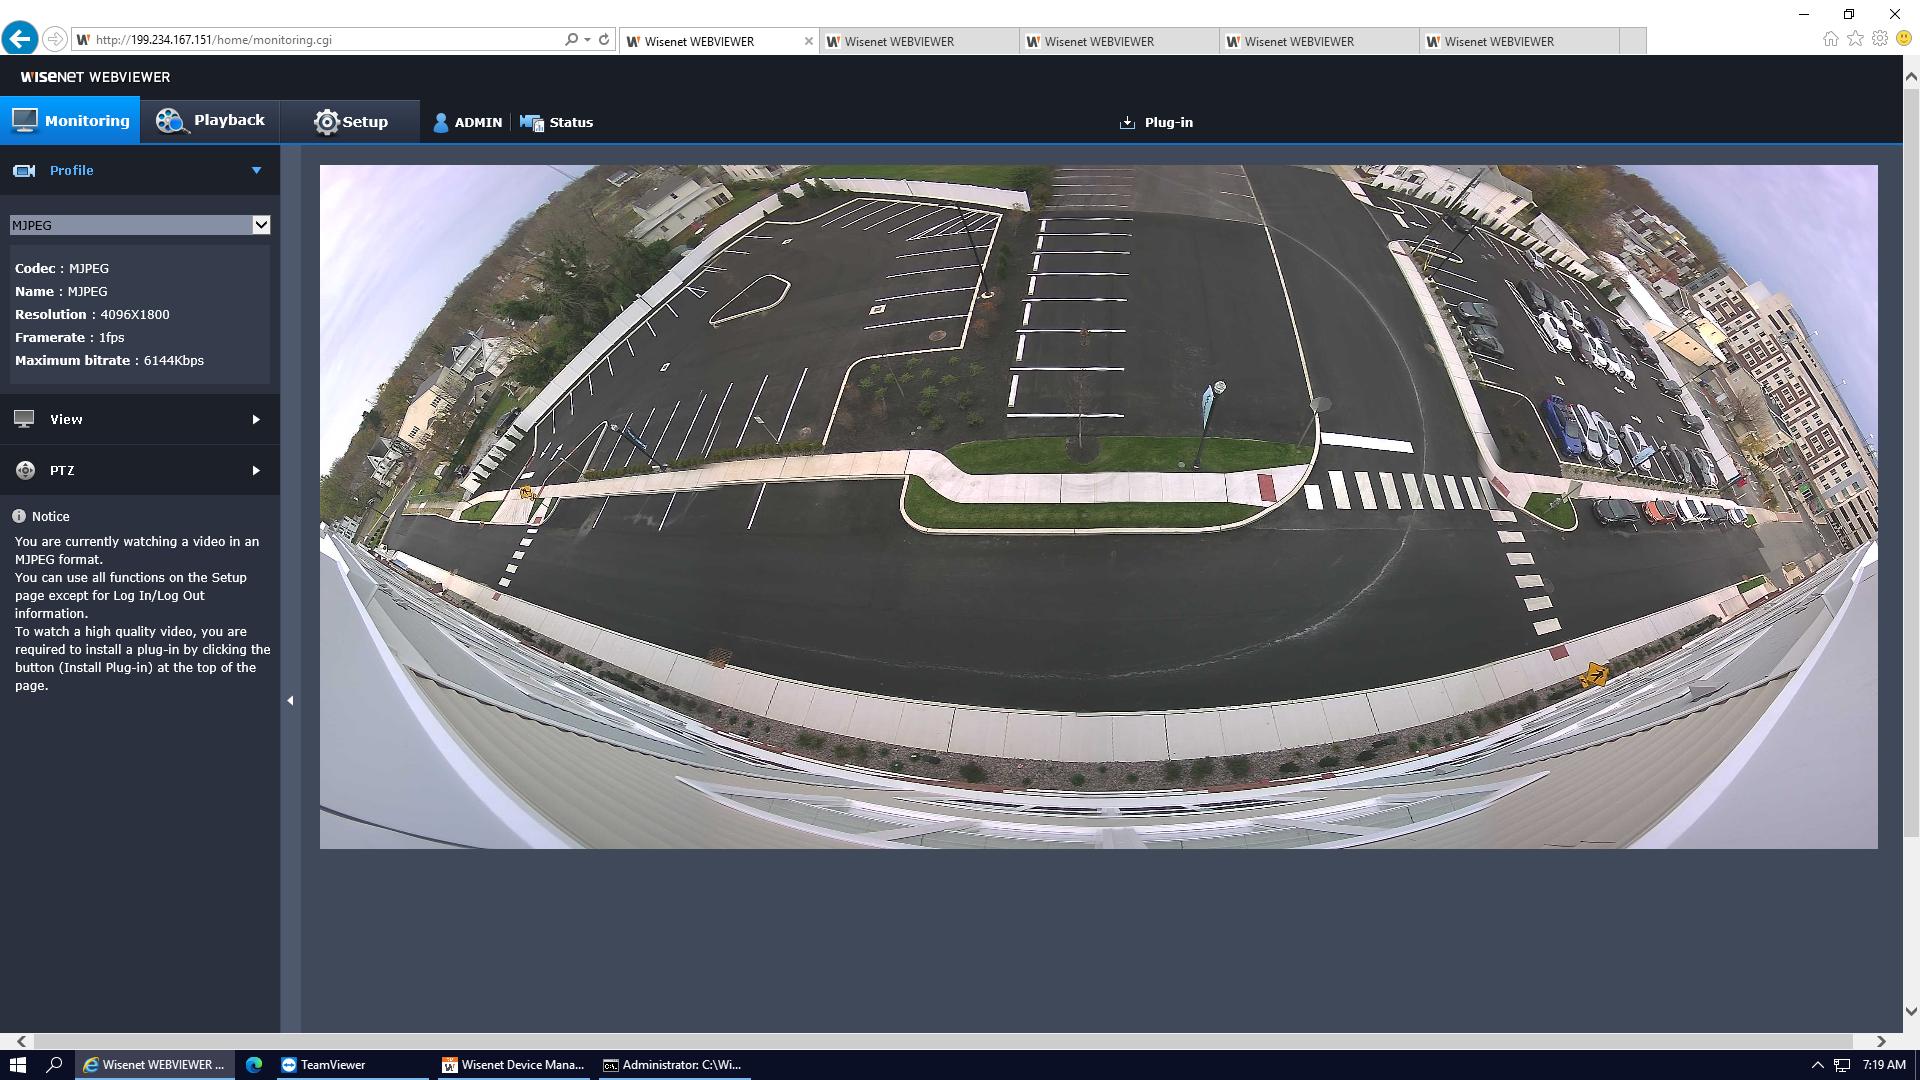 http://199.234.167.151/home/monitoring.cgi
Wisenet WEBVIEWER
Wisenet WEBVIEWER
Wisenet WEBVIEWER
Wisenet WEBVIEWER
Wisenet WEBVIEWER
WISENET WEBVIEWER
Monitoring
Playback
Setup
ADMIN
Status
Plug-in
Profile
MJPEG
Codec : MJPEG
Name : MJPEG
Resolution : 4096X1800
Framerate : 1fps
Maximum bitrate : 6144Kbps
View
PTZ
Notice
You are currently watching a video in an
MJPEG format.
You can use all functions on the Setup
page except for Log In/Log Out
information.
To watch a high quality video, you are
required to install a plug-in by clicking the
button (Install Plug-in) at the top of the
page.
Wisenet WEBVIEWER ...
TeamViewer
Wisenet Device Mana...
Administrator: C:\Wi...
7:19 AM